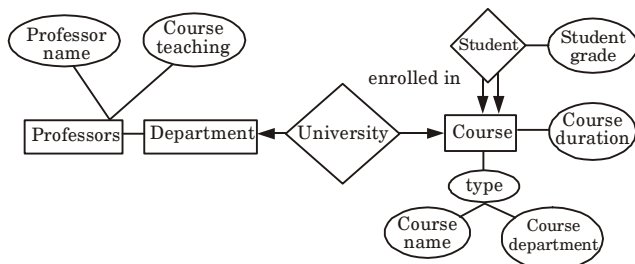 Professor
name
Course
teaching
Student
Student
grade
enrolled in
Professors
Department
University
Course
Course
duration
type
Course
name
Course
department